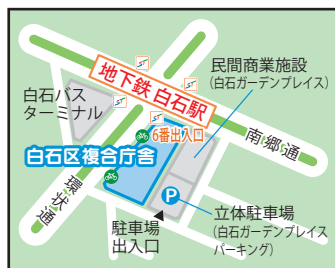 地下鉄 白石駅
民間商業施設
(白石ガーデンプレイス)
白石バス
ターミナル
6番出入口
南郷通
白石区複合庁舎
環状通
P
駐車場
出入口
立体駐車場
(白石ガーデンプレイス
パーキング)